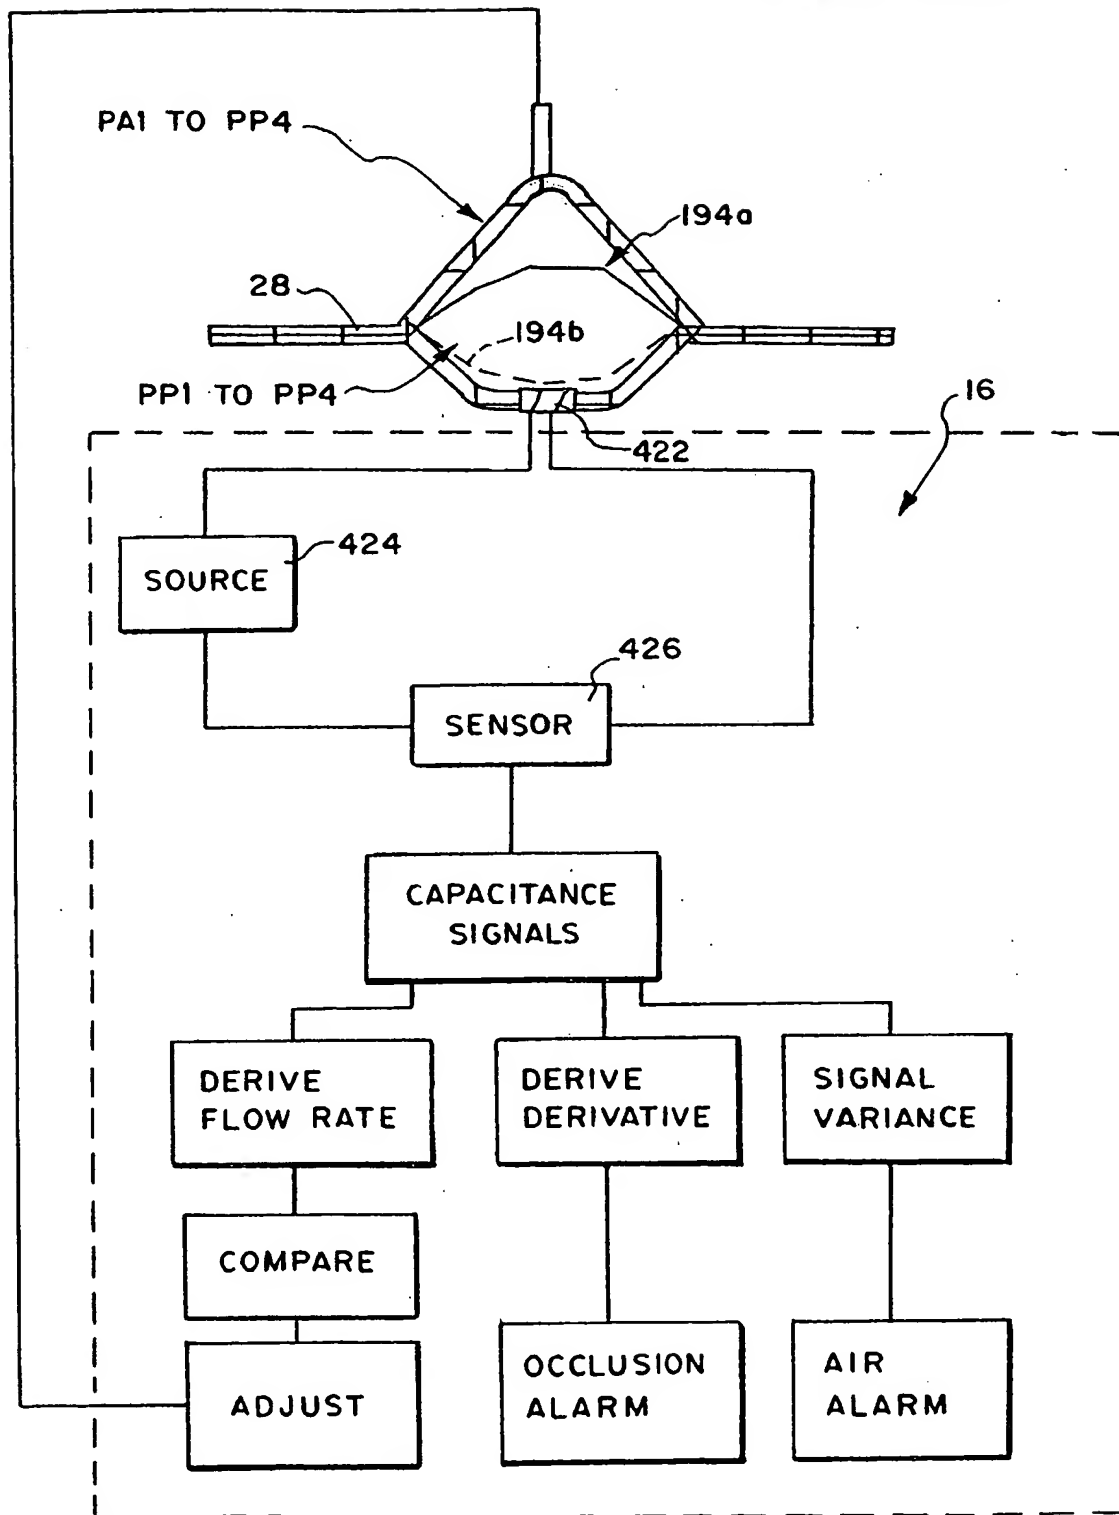 PA1 TO PP4
194a
28
194b
PP1 TO PP4
16
422
424
SOURCE
426
SENSOR
CAPACITANCE
SIGNALS
DERIVE
FLOW RATE
DERIVE
DERIVATIVE
SIGNAL
VARIANCE
COMPARE
OCCLUSION
ALARM
AIR
ALARM
ADJUST